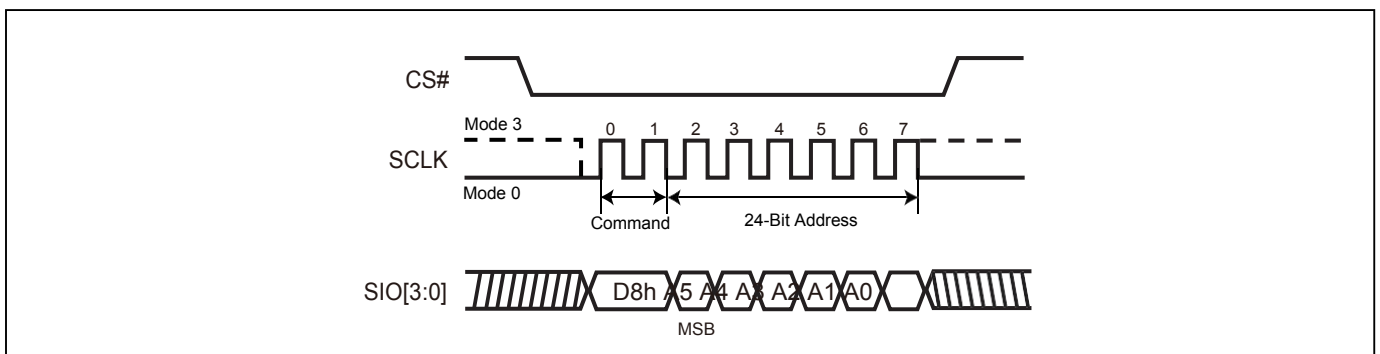 CS#
Mode 3
0 1 2 3 4 5 6 7
SCLK
Mode 0
Command
24-Bit Address
SIO[3:0]
D8h A5 A4 A3 A2 A1 A0
MSB